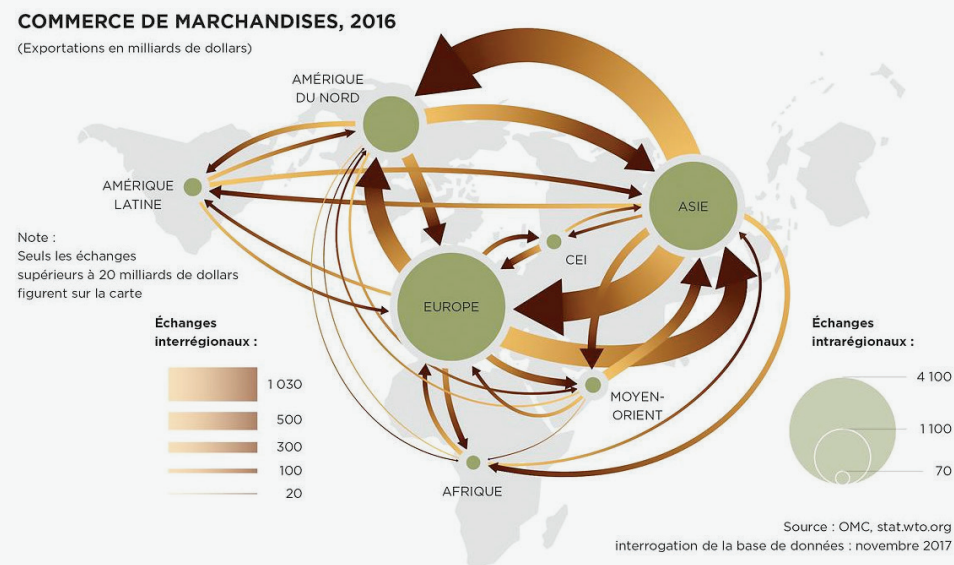 COMMERCE DE MARCHANDISES, 2016
(Exportations en milliards de dollars)
AMÉRIQUE
DU NORD
AMÉRIQUE
LATINE
ASIE
CEI
EUROPE
MOYEN-
ORIENT
AFRIQUE
Note :
Seuls les échanges
supérieurs à 20 milliards de dollars
figurent sur la carte
Échanges
interrégionaux :
1 030
500
300
100
20
Échanges
intrarégionaux :
4 100
1 100
70
Source : OMC, stat.wto.org
interrogation de la base de données : novembre 2017